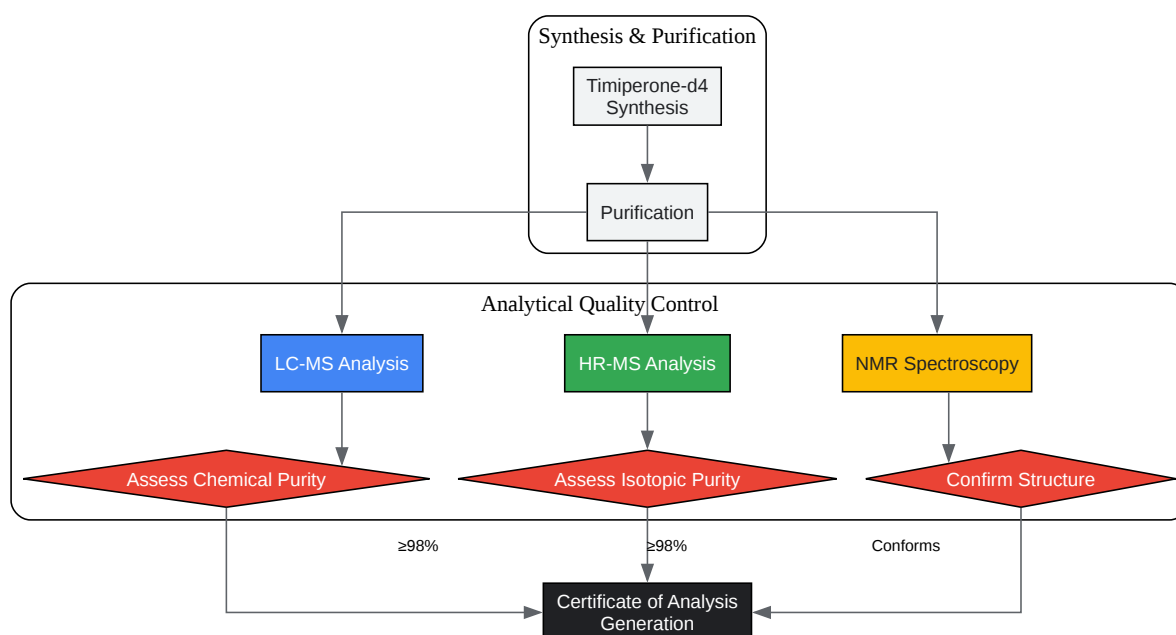 Synthesis & Purification
Timiperone-d4
Synthesis
Purification
Analytical Quality Control
LC-MS Analysis
HR-MS Analysis
NMR Spectroscopy
Assess Chemical Purity
Assess Isotopic Purity
Confirm Structure
≥98%
≥98%
Conforms
Certificate of Analysis
Generation